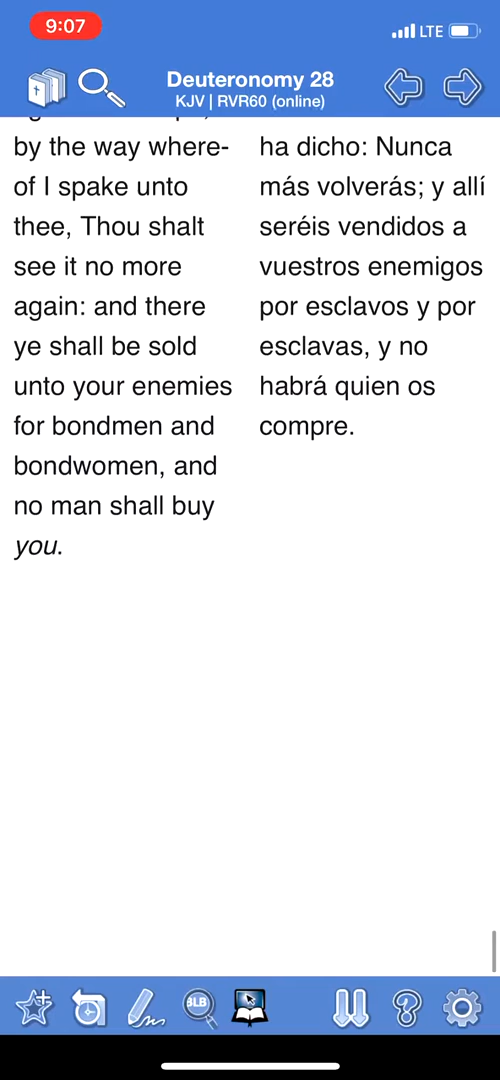 9:07
LTE
Deuteronomy 28
KJV | RVR60 (online)
by the way where-
of I spake unto
thee, Thou shalt
see it no more
again: and there
ye shall be sold
unto your enemies
for bondmen and
bondwomen, and
no man shall buy
you.
ha dicho: Nunca
más volverás; y allí
seréis vendidos a
vuestros enemigos
por esclavos y por
esclavas, y no
habrá quien os
compre.
BLB